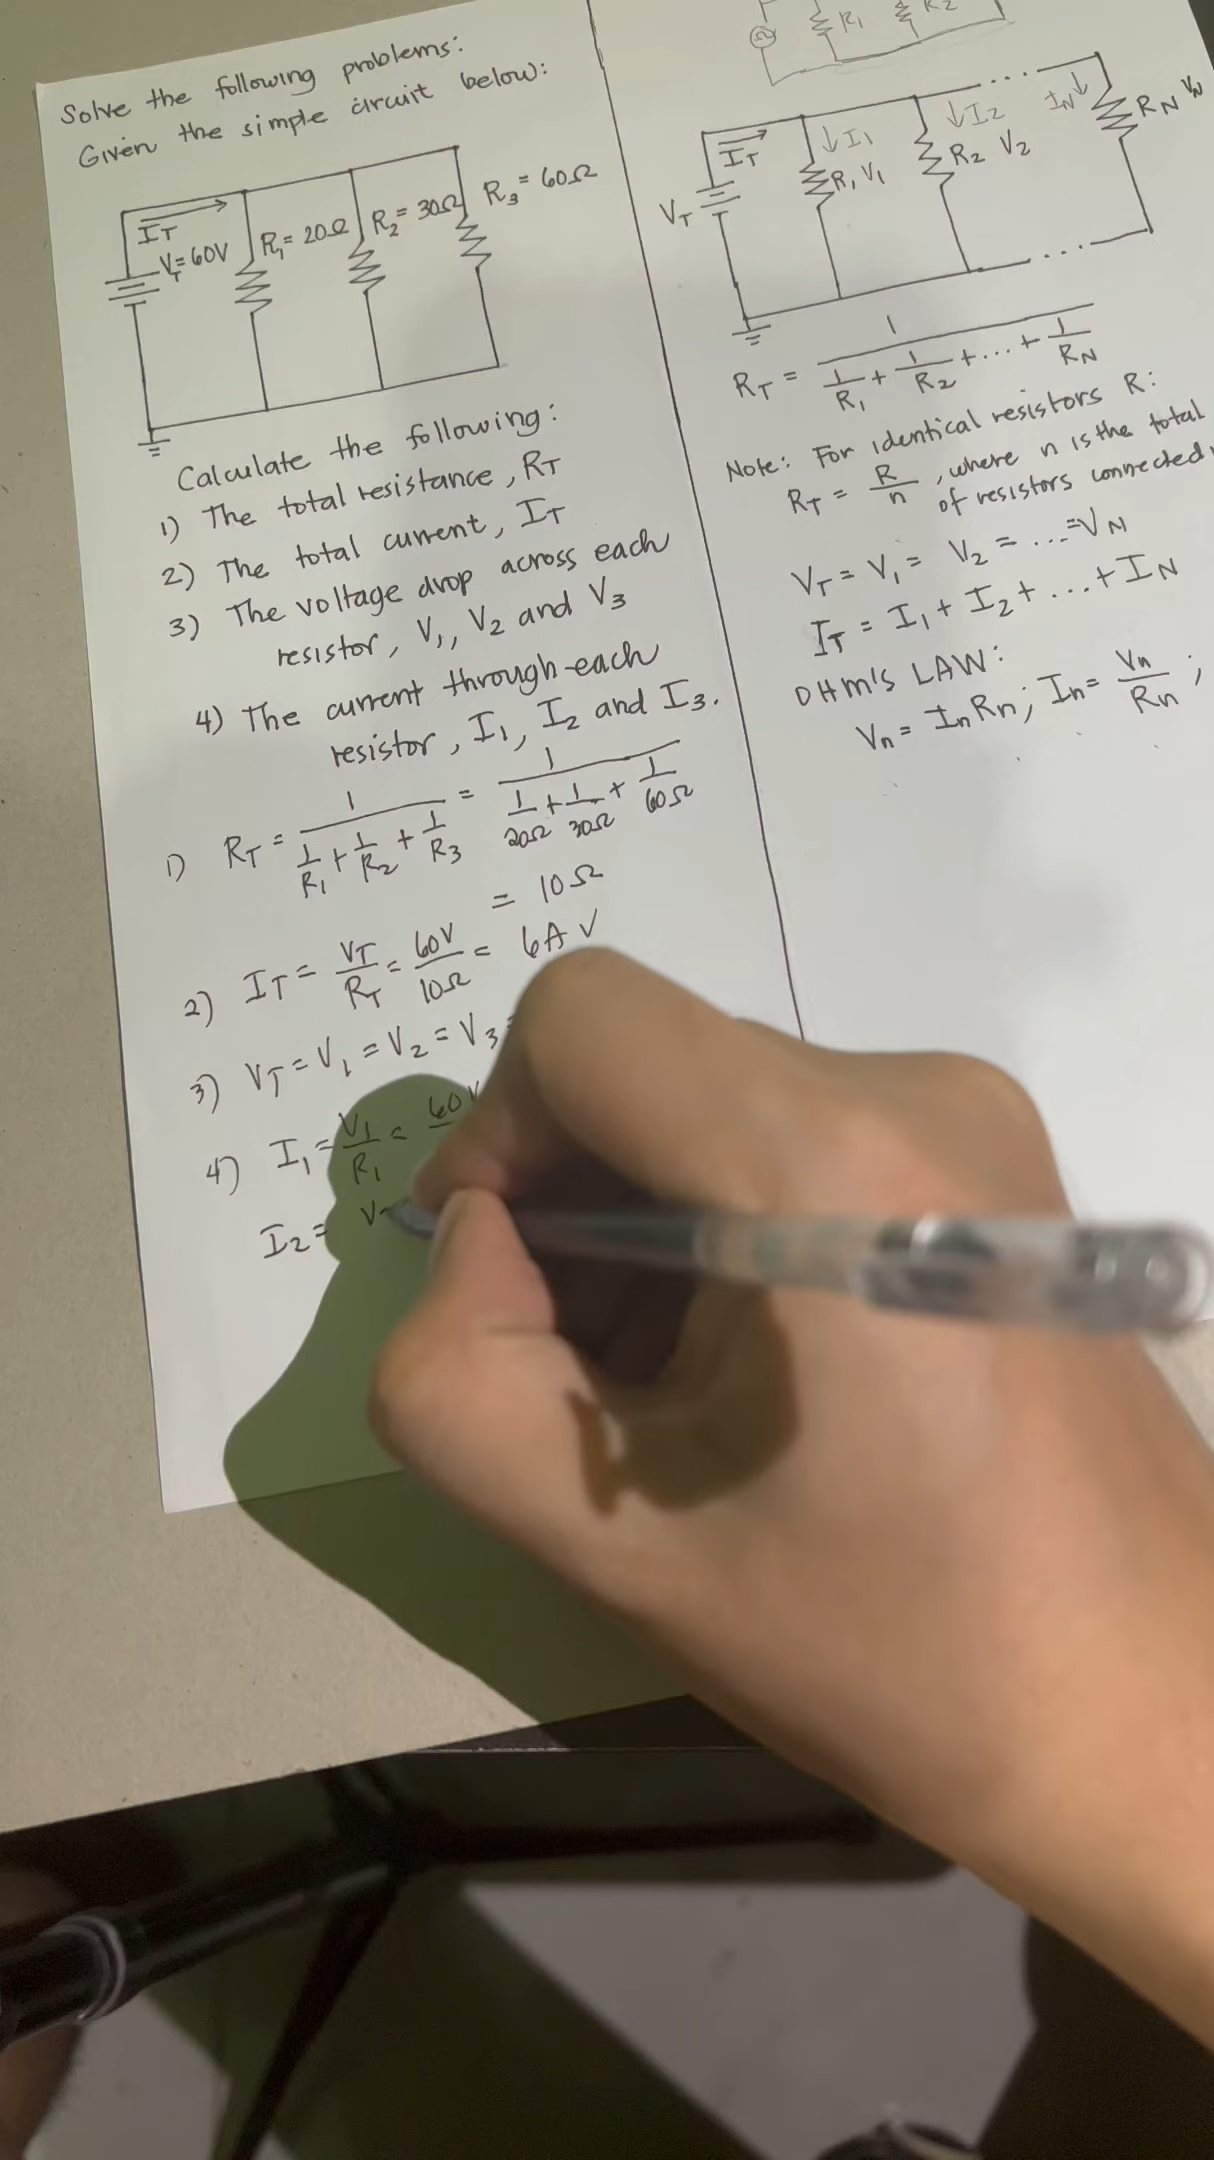 Solve the following problems:
Given the simple circuit below:
IT
VT=60V
R1=20Ω
R2=30Ω
R3=60Ω
Calculate the following:
1) The total resistance, RT
2) The total current, IT
3) The voltage drop across each
resistor, V1, V2 and V3
4) The current through each
resistor, I1, I2 and I3.
1) RT = 1/(1/R1 + 1/R2 + 1/R3) = 1/(1/20Ω + 1/30Ω + 1/60Ω)
= 10Ω
2) IT = VT/RT = 60V/10Ω = 6A
3) VT = V1 = V2 = V3
4) I1 = V1/R1 = 60V
I2 =
R1
R2
IT
VT
↓I1
R1 V1
↓I2
R2 V2
...
IN↓
RN VN
...
RT = 1/(1/R1 + 1/R2 + ... + 1/RN)
Note: For identical resistors R:
RT = R/n, where n is the total
of resistors connected
VT = V1 = V2 = ... = VN
IT = I1 + I2 + ... + IN
OHM'S LAW:
Vn = InRn; In = Vn/Rn;